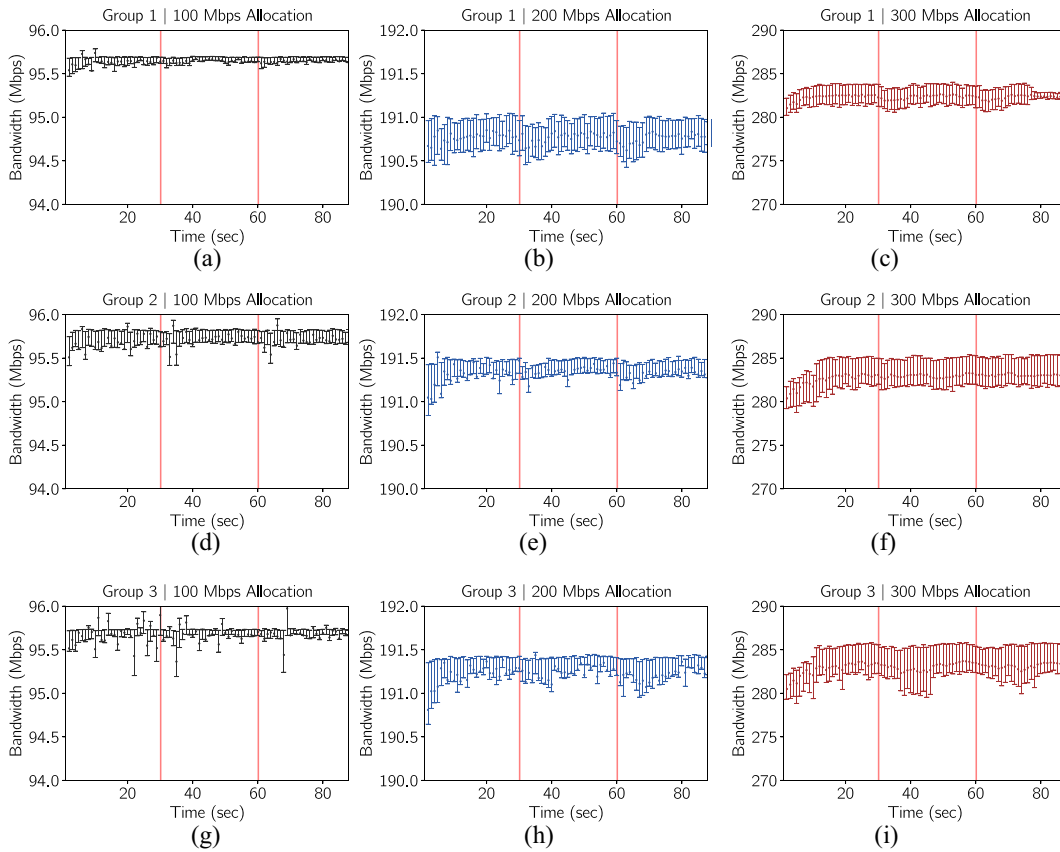 Group 1 | 100 Mbps Allocation
Bandwidth (Mbps)
96.0
95.5
95.0
94.5
94.0
20 40 60 80
Time (sec)
(a)
Group 1 | 200 Mbps Allocation
Bandwidth (Mbps)
192.0
191.5
191.0
190.5
190.0
20 40 60 80
Time (sec)
(b)
Group 1 | 300 Mbps Allocation
Bandwidth (Mbps)
290
285
280
275
270
20 40 60 80
Time (sec)
(c)
Group 2 | 100 Mbps Allocation
Bandwidth (Mbps)
96.0
95.5
95.0
94.5
94.0
20 40 60 80
Time (sec)
(d)
Group 2 | 200 Mbps Allocation
Bandwidth (Mbps)
192.0
191.5
191.0
190.5
190.0
20 40 60 80
Time (sec)
(e)
Group 2 | 300 Mbps Allocation
Bandwidth (Mbps)
290
285
280
275
270
20 40 60 80
Time (sec)
(f)
Group 3 | 100 Mbps Allocation
Bandwidth (Mbps)
96.0
95.5
95.0
94.5
94.0
20 40 60 80
Time (sec)
(g)
Group 3 | 200 Mbps Allocation
Bandwidth (Mbps)
192.0
191.5
191.0
190.5
190.0
20 40 60 80
Time (sec)
(h)
Group 3 | 300 Mbps Allocation
Bandwidth (Mbps)
290
285
280
275
270
20 40 60 80
Time (sec)
(i)